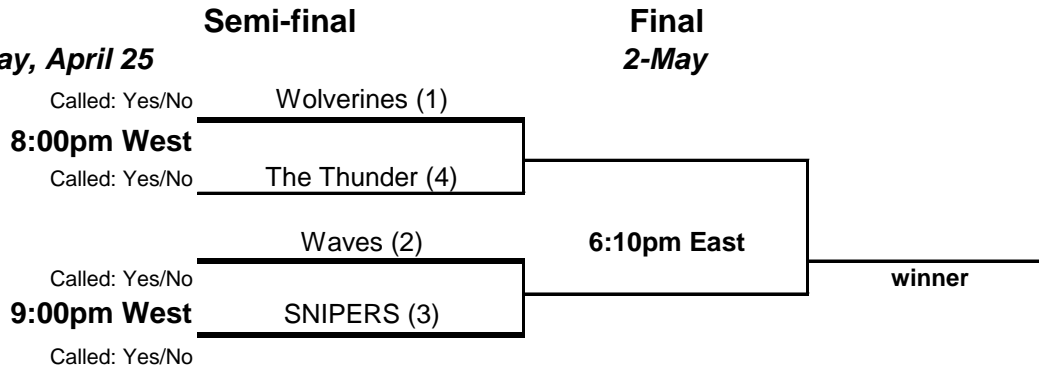 Semi-final Final
ay, April 25 2-May
Called: Yes/No Wolverines (1)
8:00pm West
Called: Yes/No The Thunder (4)
Waves (2) 6:10pm East
Called: Yes/No winner
9:00pm West SNIPERS (3)
Called: Yes/No